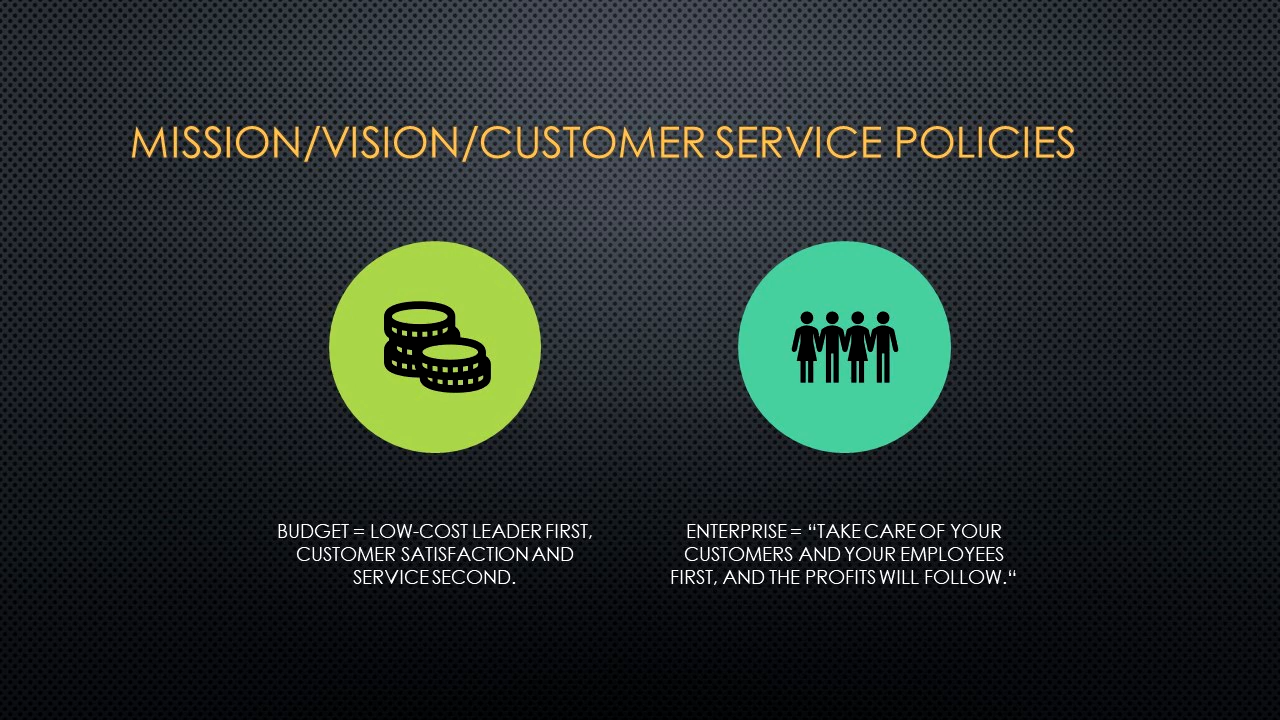 MISSION/VISION/CUSTOMER SERVICE POLICIES
BUDGET = LOW-COST LEADER FIRST,
CUSTOMER SATISFACTION AND
SERVICE SECOND.
ENTERPRISE = “TAKE CARE OF YOUR
CUSTOMERS AND YOUR EMPLOYEES
FIRST, AND THE PROFITS WILL FOLLOW.“